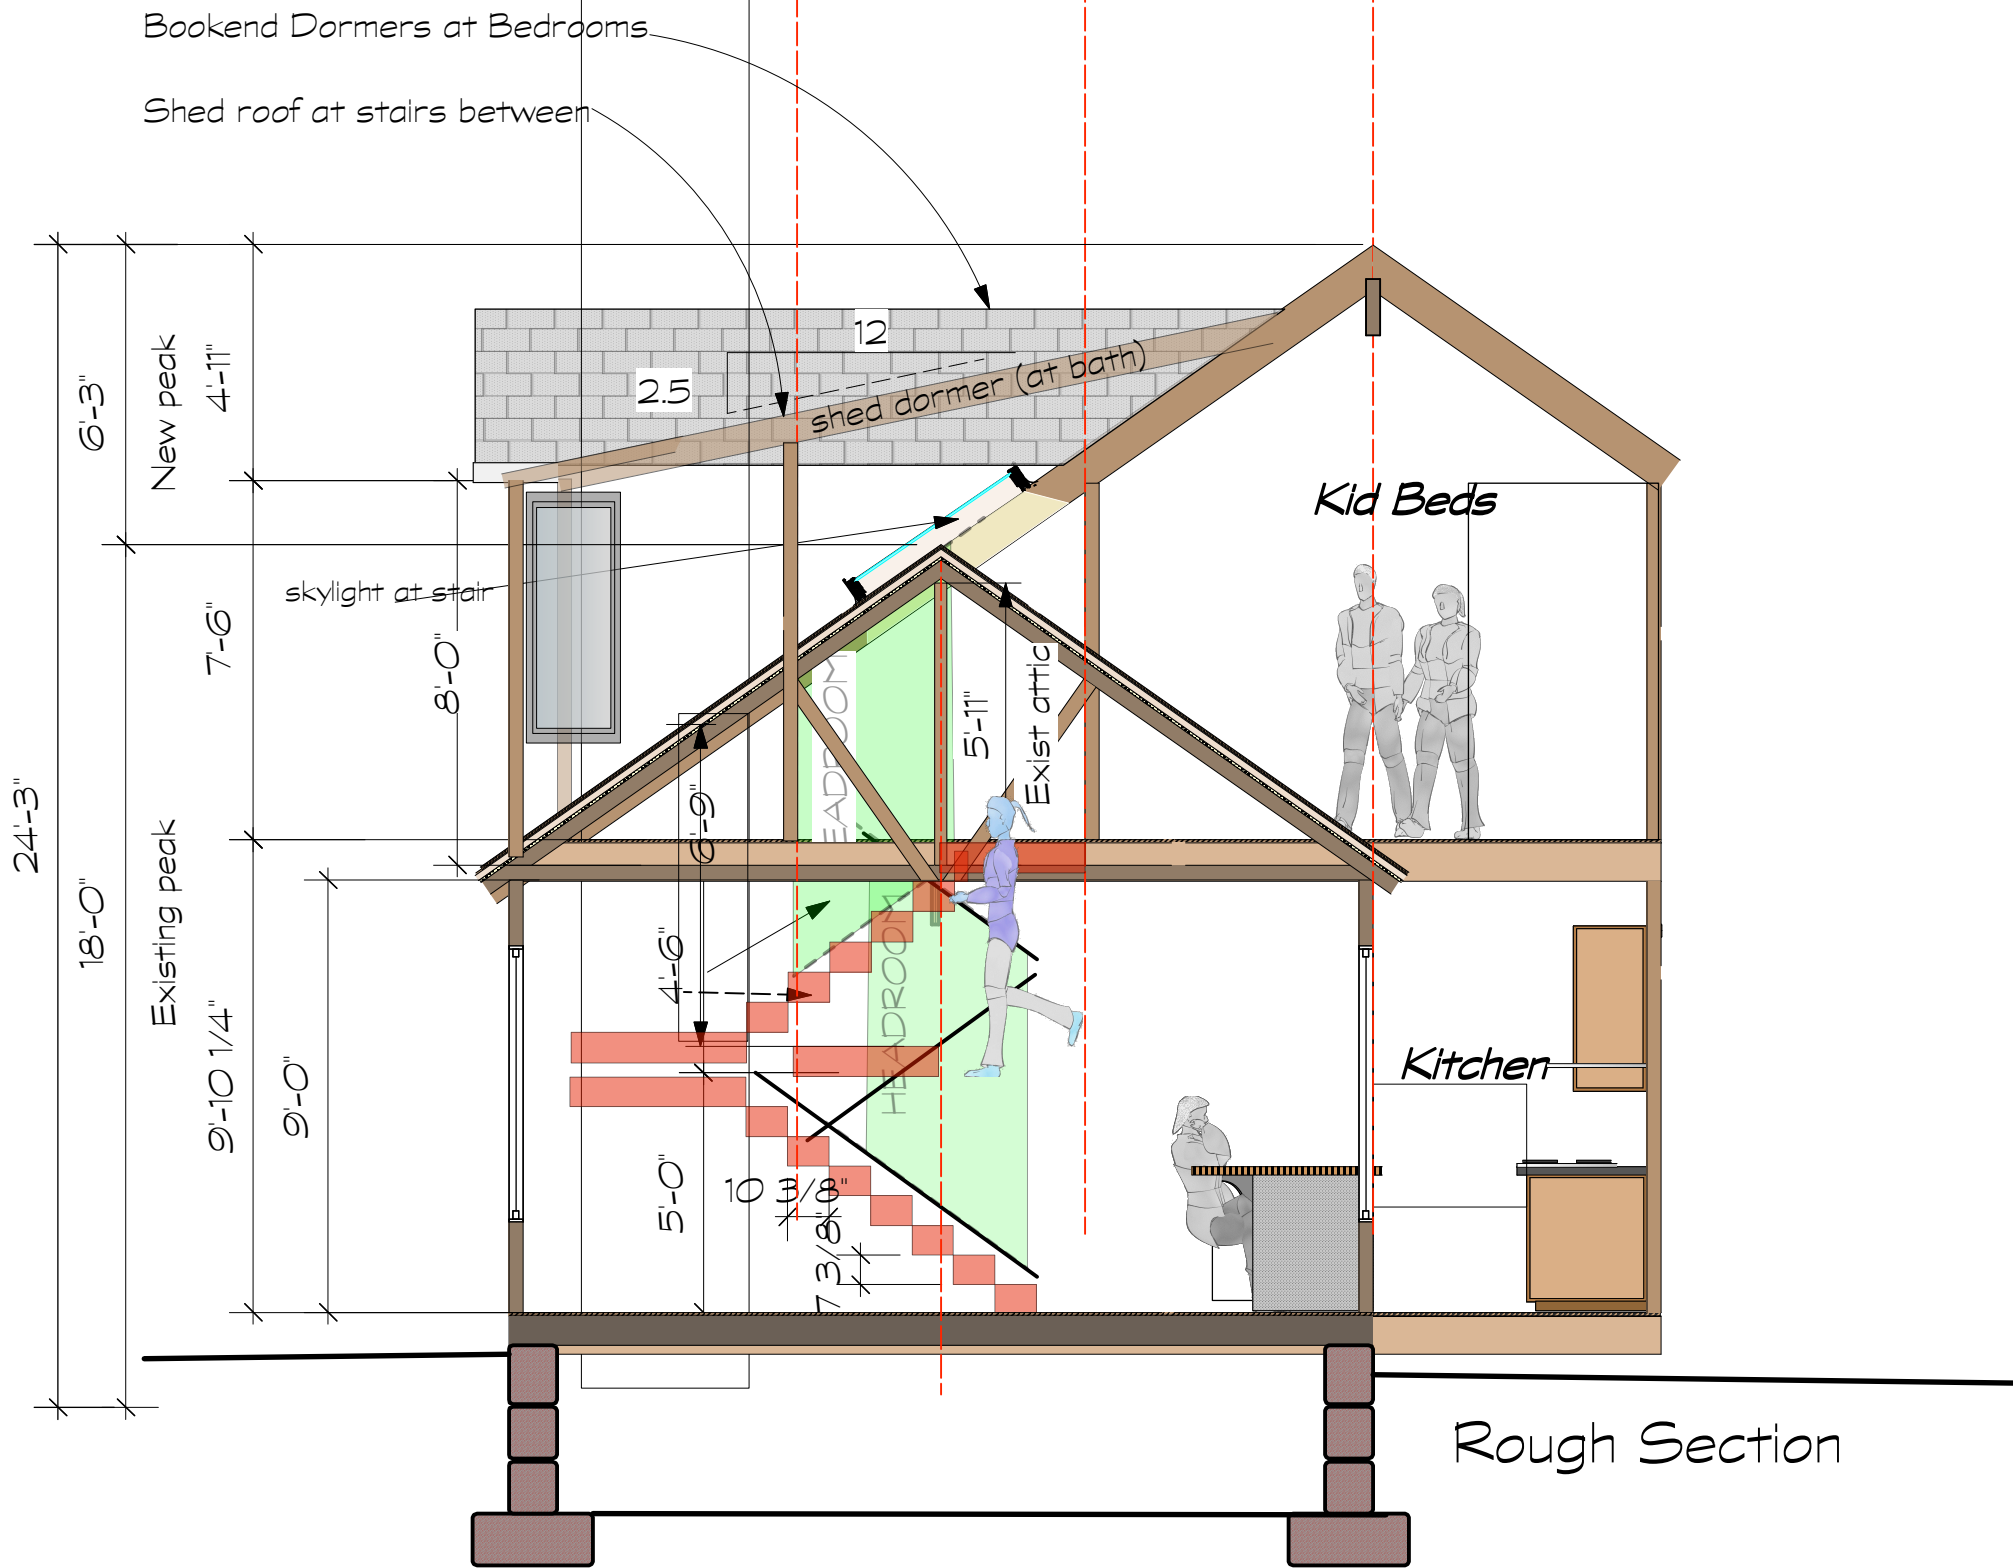 Bookend Dormers at Bedrooms
Shed roof at stairs between
12
2.5
shed dormer (at bath)
6'-3"
New peak
4'-11"
Kid Beds
skylight at stair
7'-6"
8'-0"
HEADROOM
5'-11"
Exist attic
24'-3"
6'-9"
18'-0"
Existing peak
4'-6"
HEADROOM
9'-10 1/4"
9'-0"
Kitchen
5'-0"
10 3/8"
7 3/8"
Rough Section